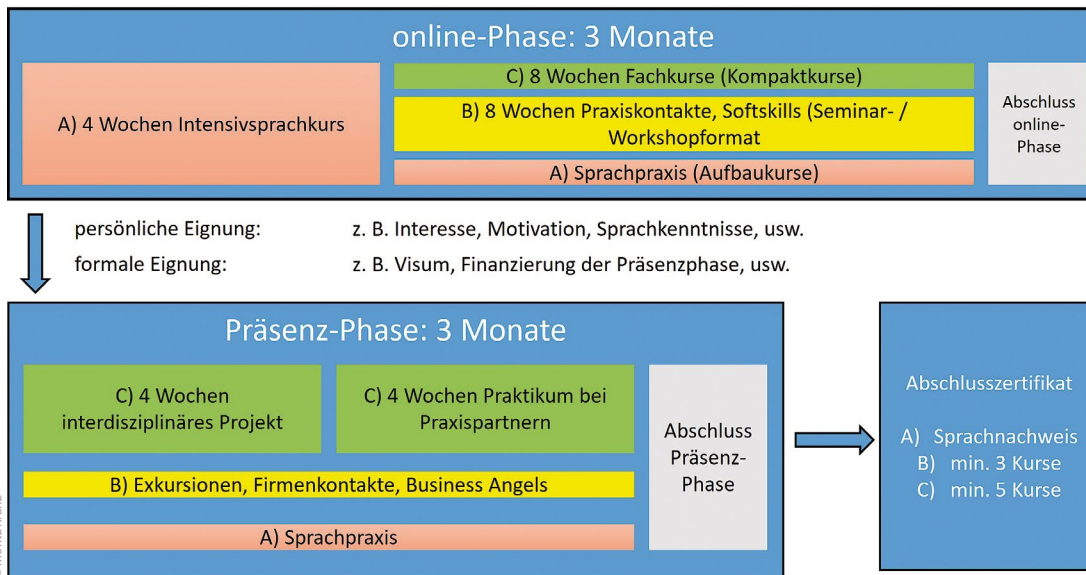 online-Phase: 3 Monate
A) 4 Wochen Intensivsprachkurs
C) 8 Wochen Fachkurse (Kompaktkurse)
B) 8 Wochen Praxiskontakte, Softskills (Seminar- /
Workshopformat
A) Sprachpraxis (Aufbaukurse)
Abschluss
online-
Phase
persönliche Eignung: z. B. Interesse, Motivation, Sprachkenntnisse, usw.
formale Eignung: z. B. Visum, Finanzierung der Präsenzphase, usw.
Präsenz-Phase: 3 Monate
C) 4 Wochen
interdisziplinäres Projekt
C) 4 Wochen Praktikum bei
Praxispartnern
B) Exkursionen, Firmenkontakte, Business Angels
A) Sprachpraxis
Abschluss
Präsenz-
Phase
Abschlusszertifikat
A) Sprachnachweis
B) min. 3 Kurse
C) min. 5 Kurse